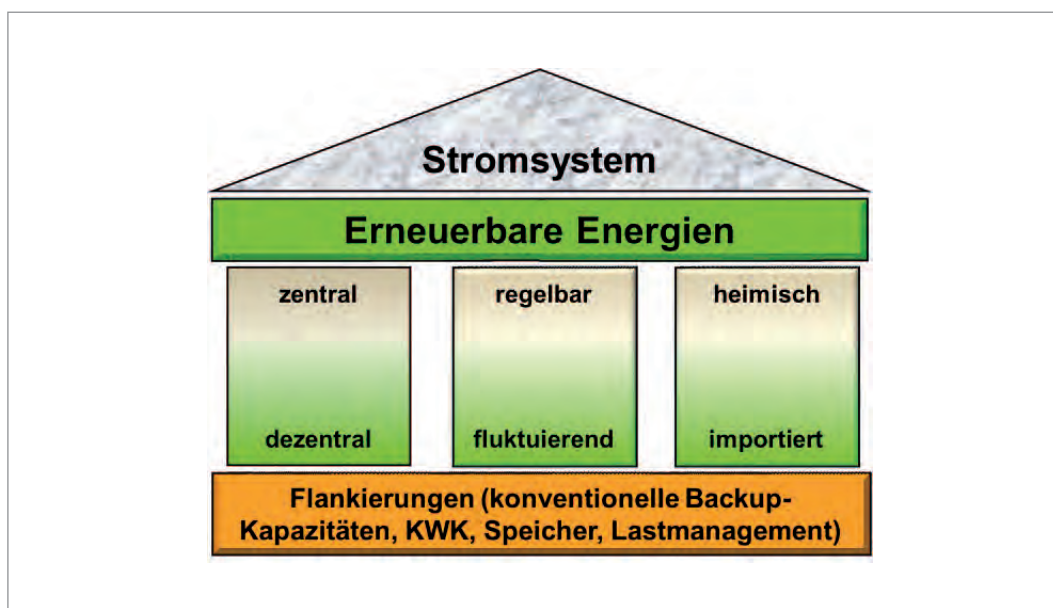 Stromsystem
Erneuerbare Energien
zentral
dezentral
regelbar
fluktuierend
heimisch
importiert
Flankierungen (konventionelle Backup-
Kapazitäten, KWK, Speicher, Lastmanagement)